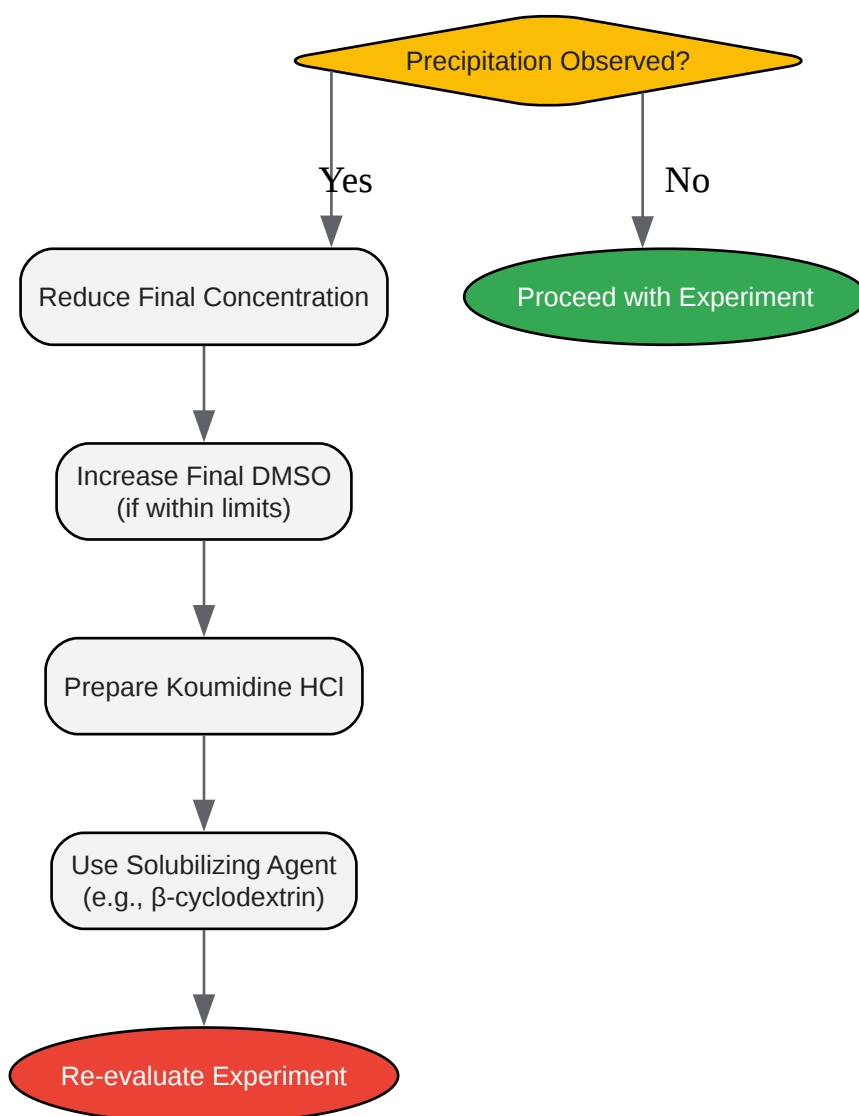 Precipitation Observed?
Yes
No
Reduce Final Concentration
Proceed with Experiment
Increase Final DMSO
(if within limits)
Prepare Koumidine HCl
Use Solubilizing Agent
(e.g., β-cyclodextrin)
Re-evaluate Experiment